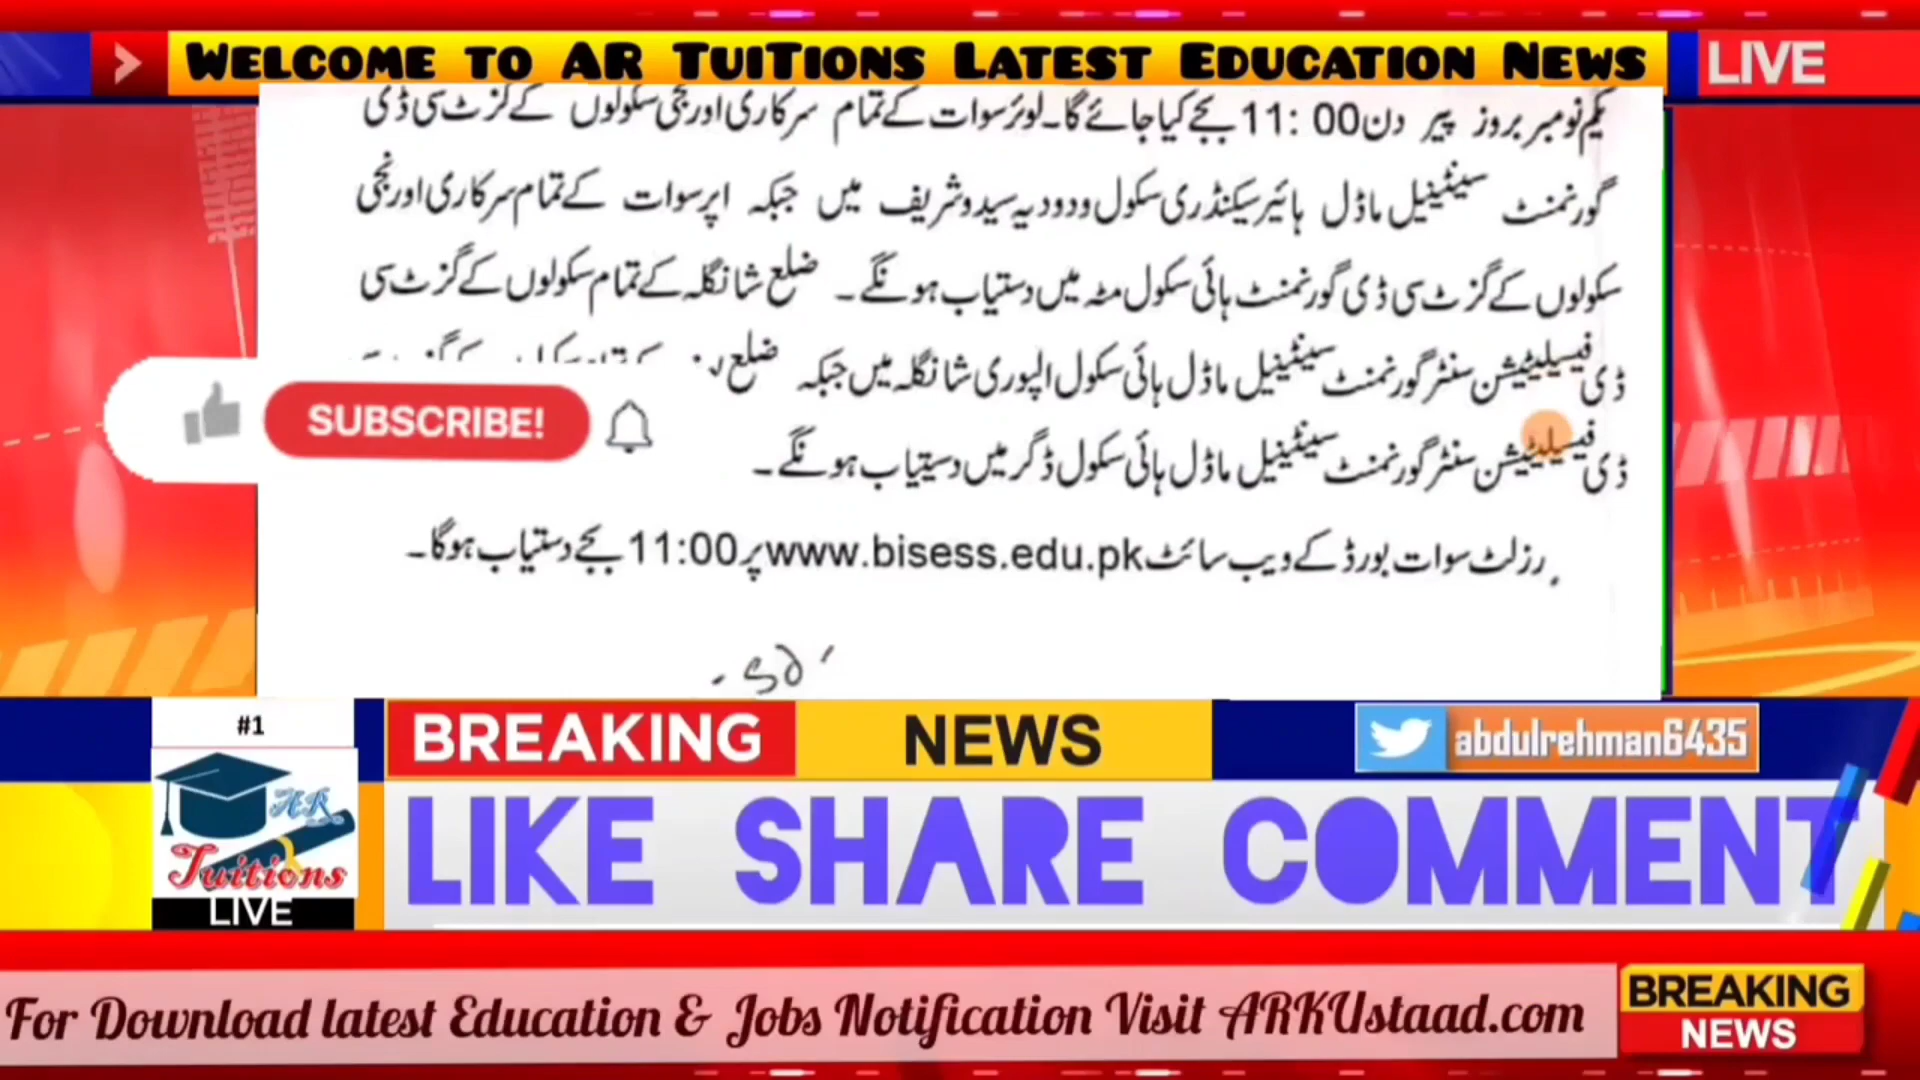 WELCOME TO AR TUITIONS LATEST EDUCATION NEWS
LIVE
یکم نومبر بروز پیر دن 11:00 بجے کیا جائے گا۔ لوئر سوات کے تمام سرکاری اور نجی سکولوں کے گزٹ سی ڈی
گورنمنٹ سینٹینیل ماڈل ہائیر سیکنڈری سکول ودودیہ سیدو شریف میں جبکہ اپر سوات کے تمام سرکاری اور نجی
سکولوں کے گزٹ سی ڈی گورنمنٹ ہائی سکول مٹہ میں دستیاب ہونگے۔ ضلع شانگلہ کے تمام سکولوں کے گزٹ سی
ڈی فیسیلیٹیشن سنٹر گورنمنٹ سینٹینیل ماڈل ہائی سکول الپوری شانگلہ میں جبکہ ضلع
SUBSCRIBE!
ڈی فیسیلیٹیشن سنٹر گورنمنٹ سینٹینیل ماڈل ہائی سکول ڈگر میں دستیاب ہونگے۔
رزلٹ سوات بورڈ کے ویب سائٹ www.bisess.edu.pk پر 11:00 بجے دستیاب ہوگا۔
sd
#1
BREAKING NEWS
abdulrehman6435
AR
Tuitions
LIVE
LIKE SHARE COMMENT
For Download latest Education & Jobs Notification Visit ARKUstaad.com
BREAKING
NEWS